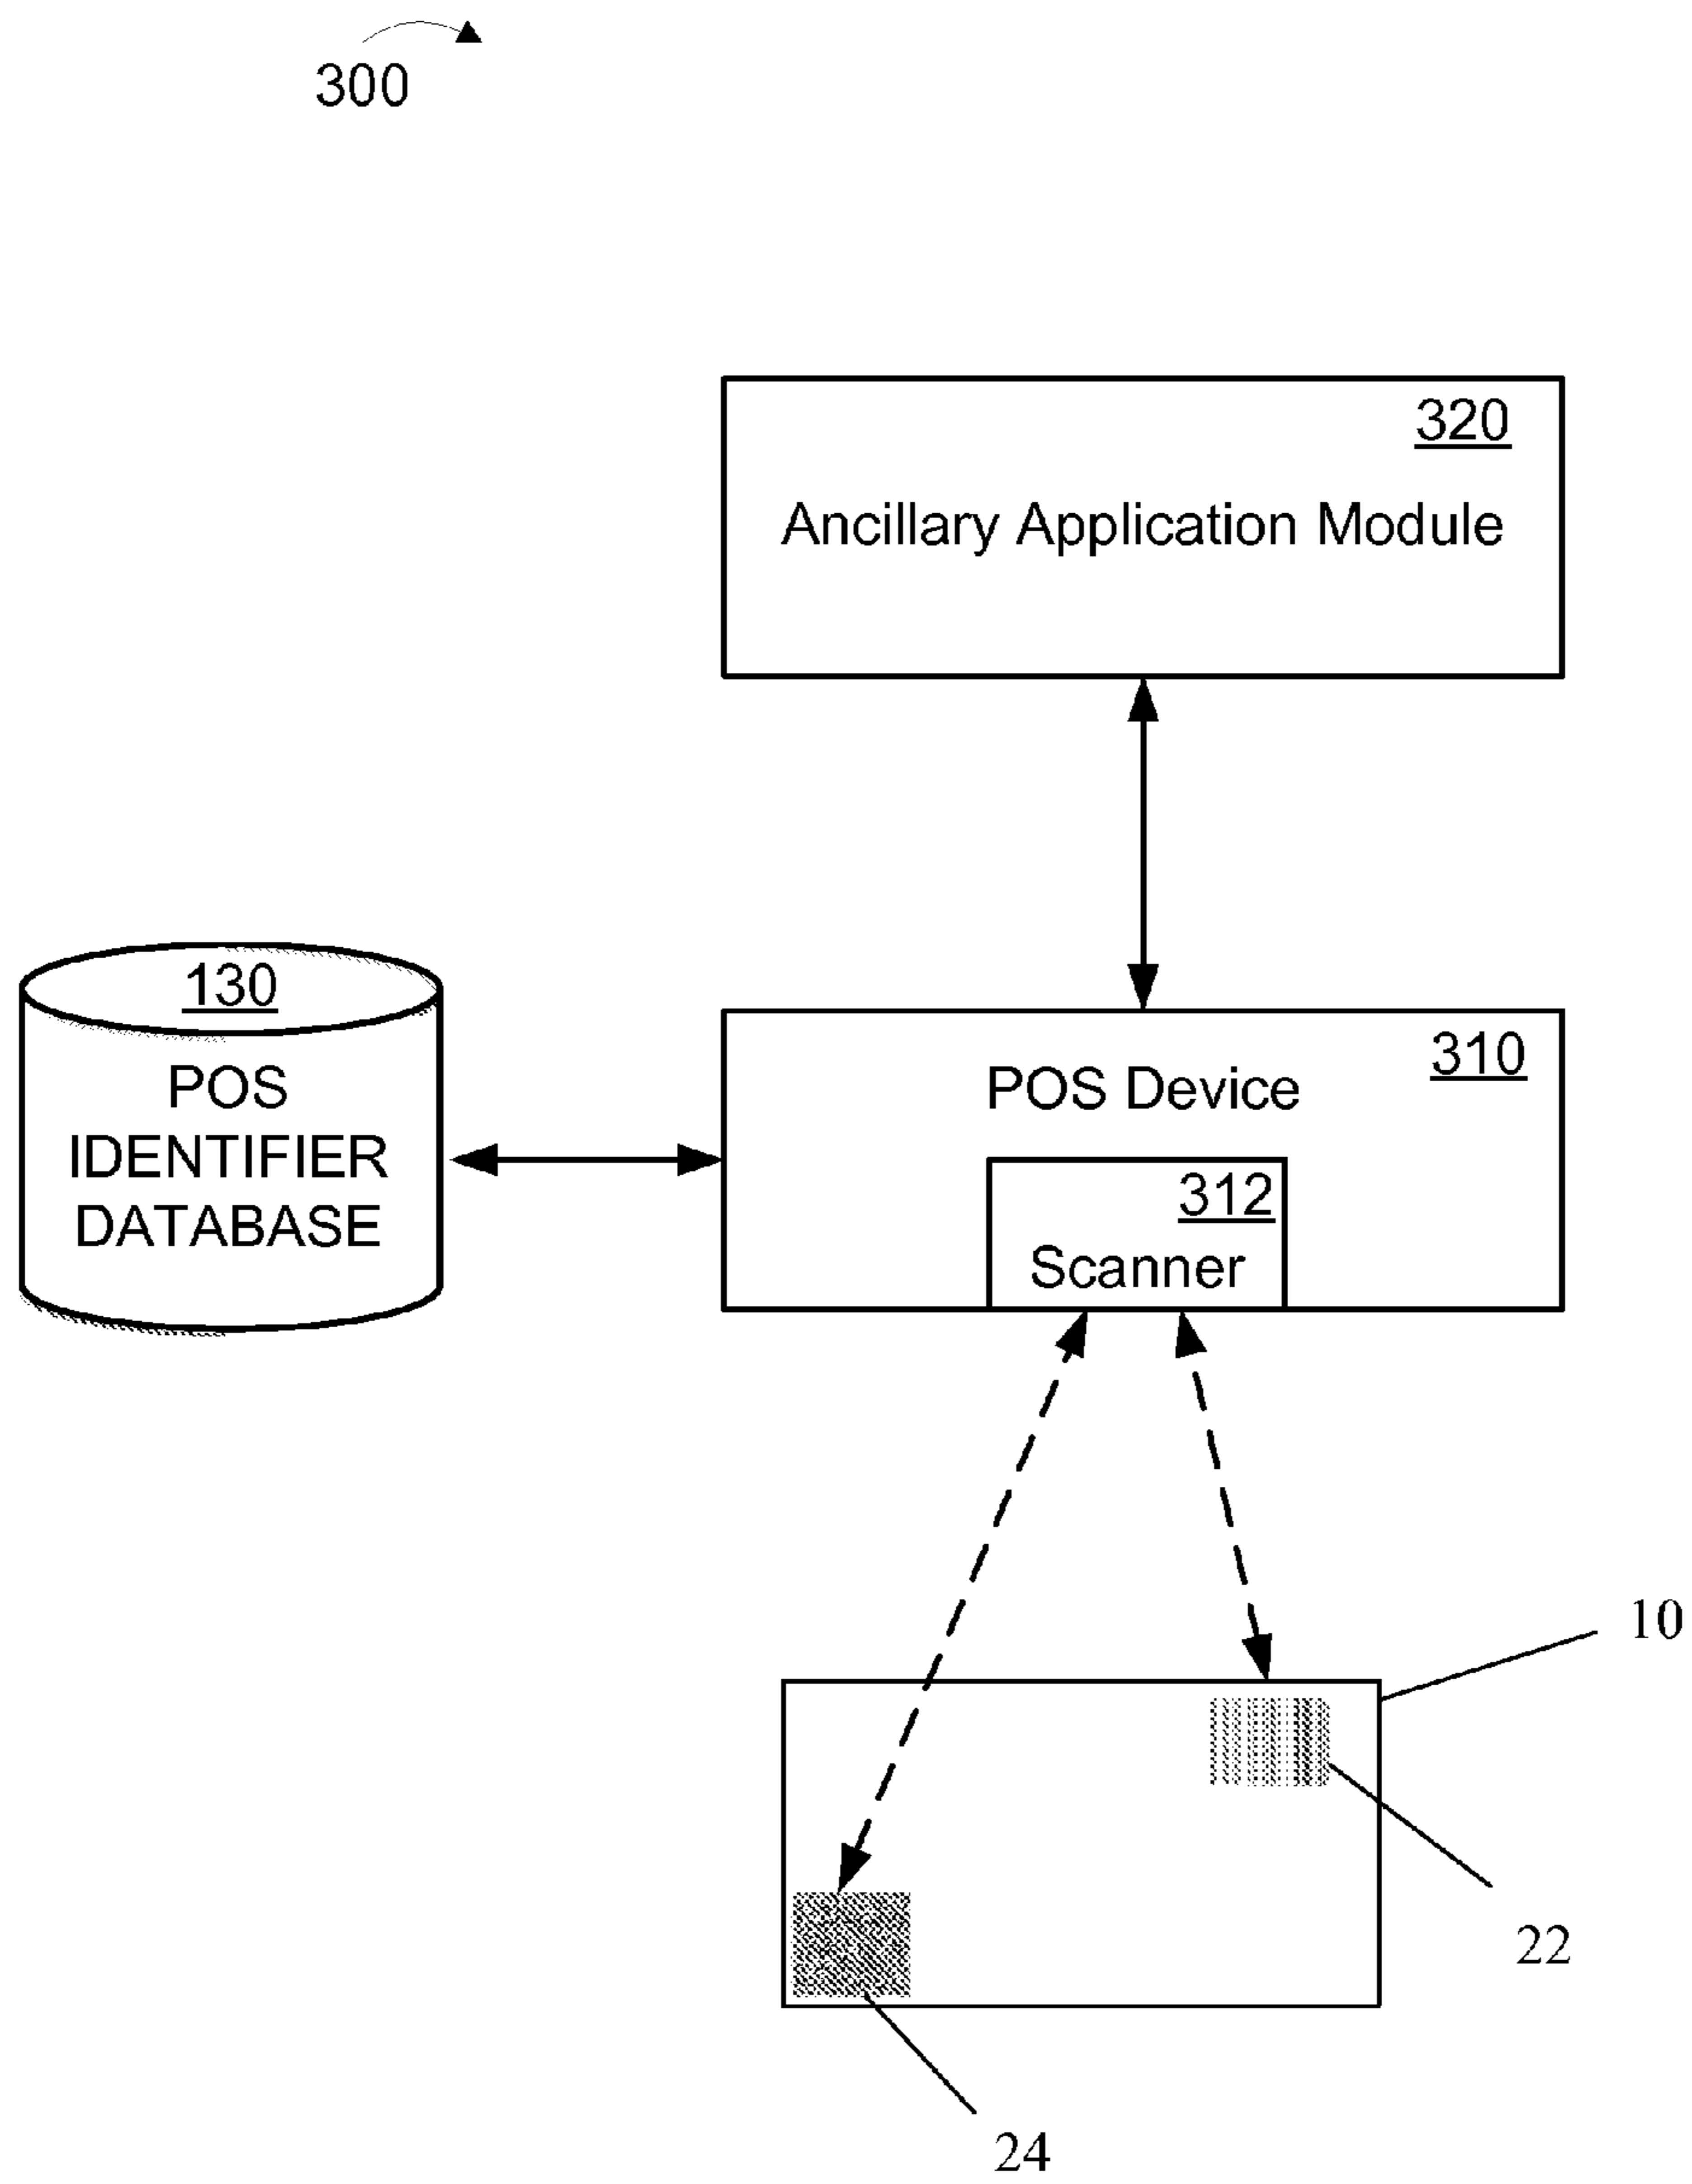 300
320
Ancillary Application Module
130
POS
IDENTIFIER
DATABASE
310
POS Device
312
Scanner
10
22
24